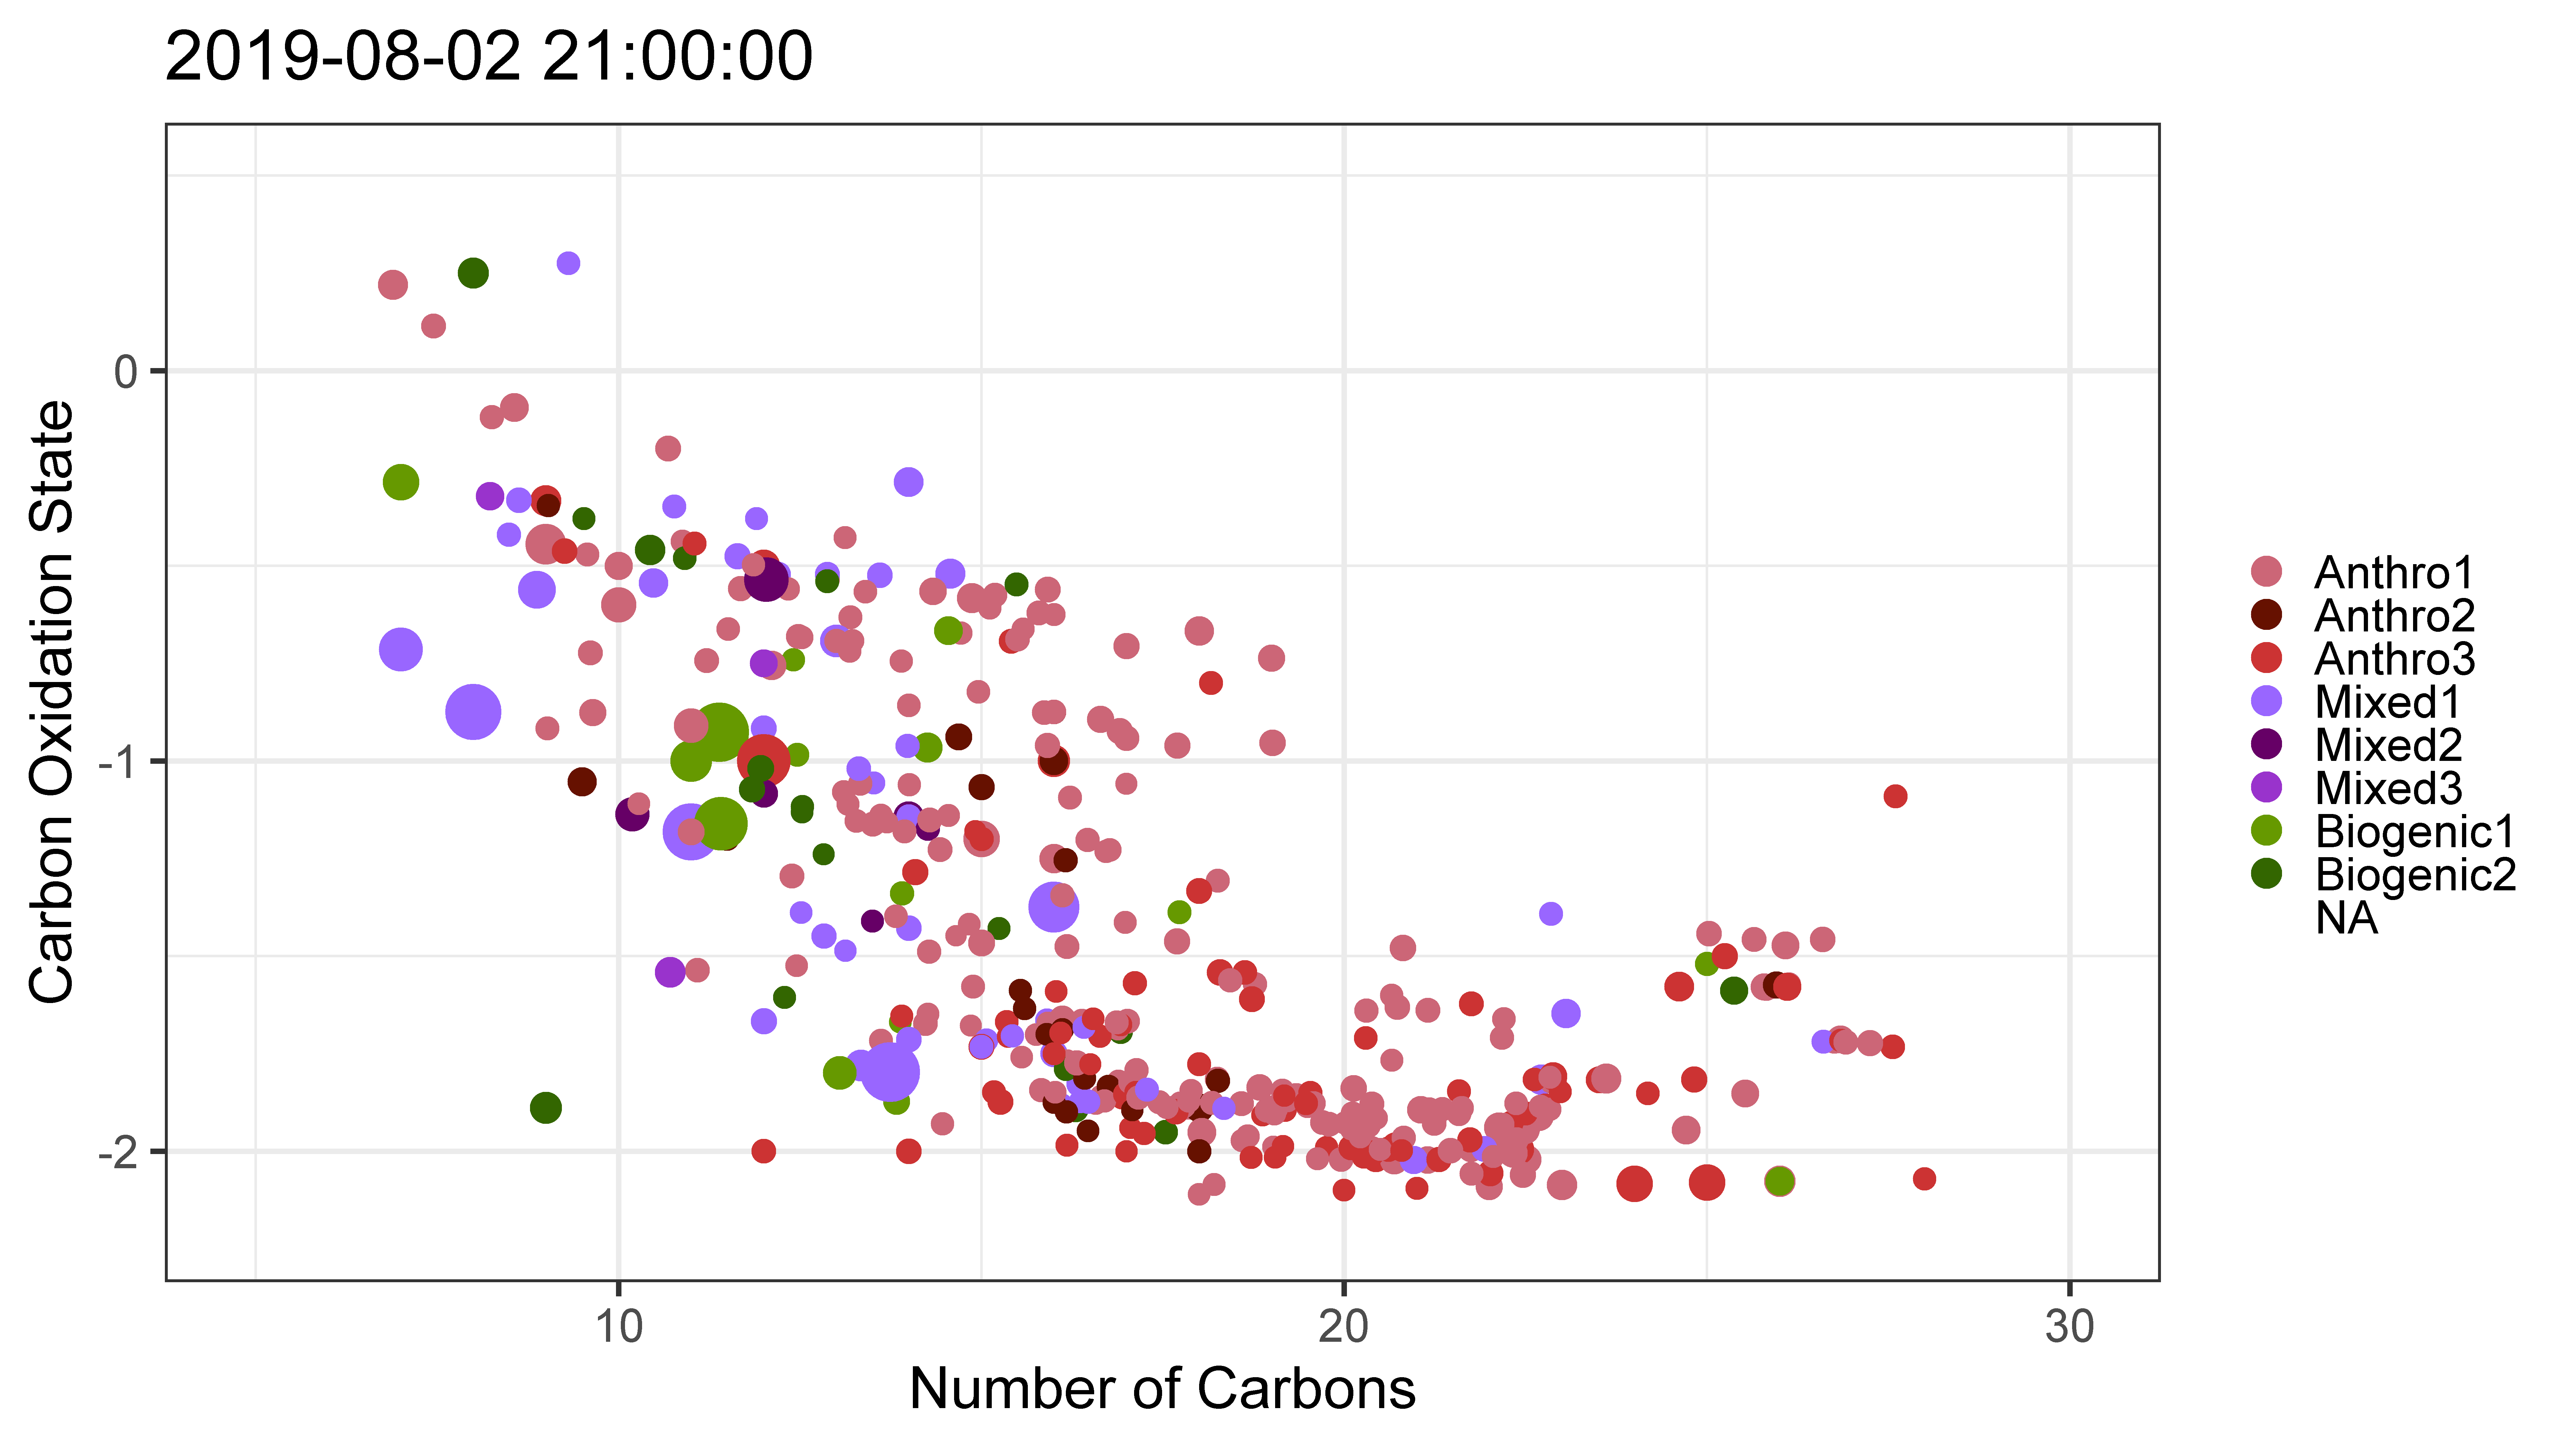 2019-08-02 21:00:00
Carbon Oxidation State
0
-1
-2
10
20
30
Number of Carbons
Anthro1
Anthro2
Anthro3
Mixed1
Mixed2
Mixed3
Biogenic1
Biogenic2
NA